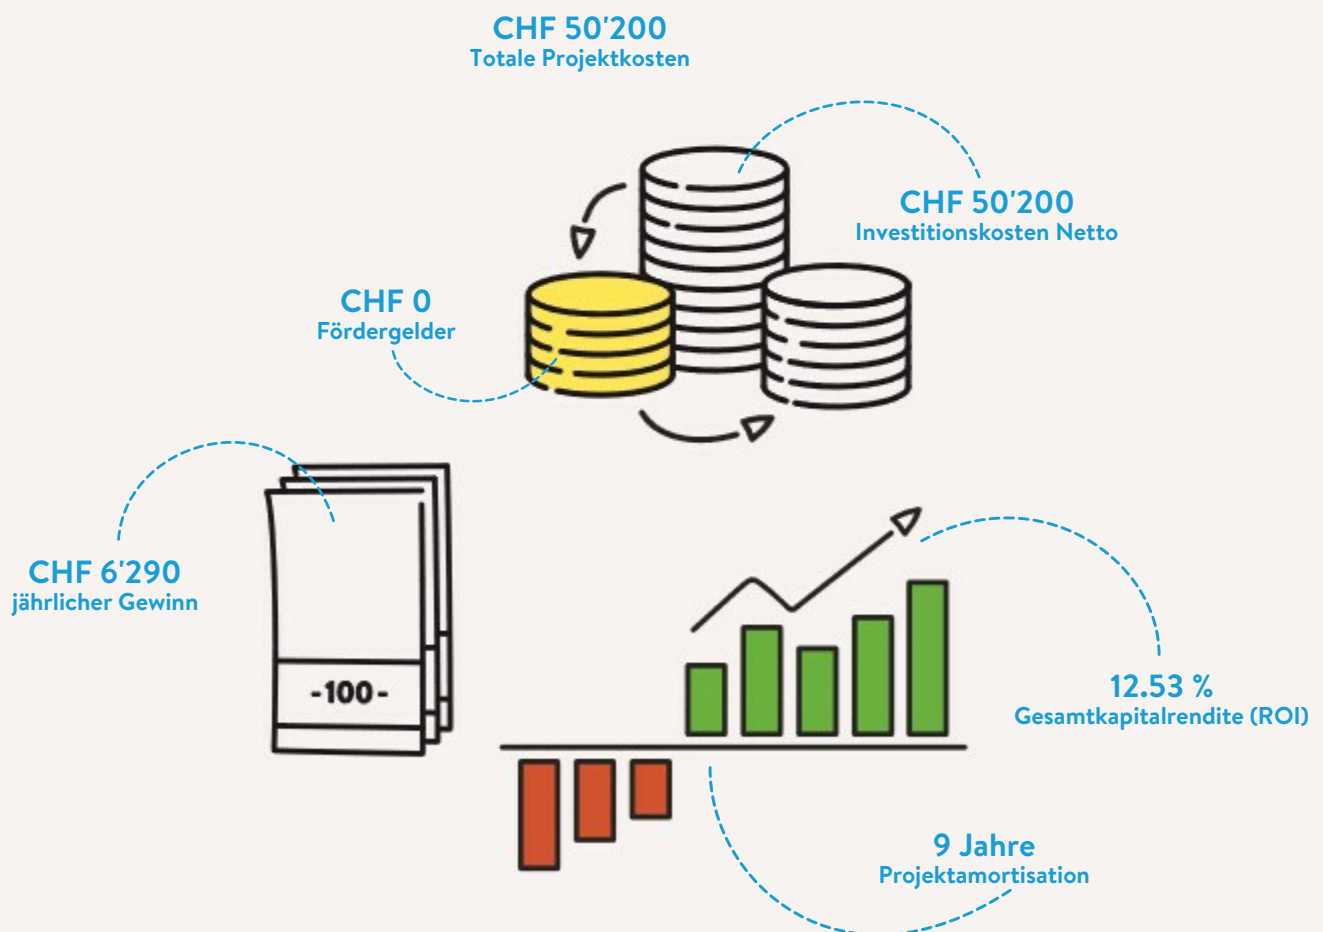 CHF 50'200
Totale Projektkosten
CHF 50'200
Investitionskosten Netto
CHF 0
Fördergelder
CHF 6'290
jährlicher Gewinn
-100-
12.53 %
Gesamtkapitalrendite (ROI)
9 Jahre
Projektamortisation